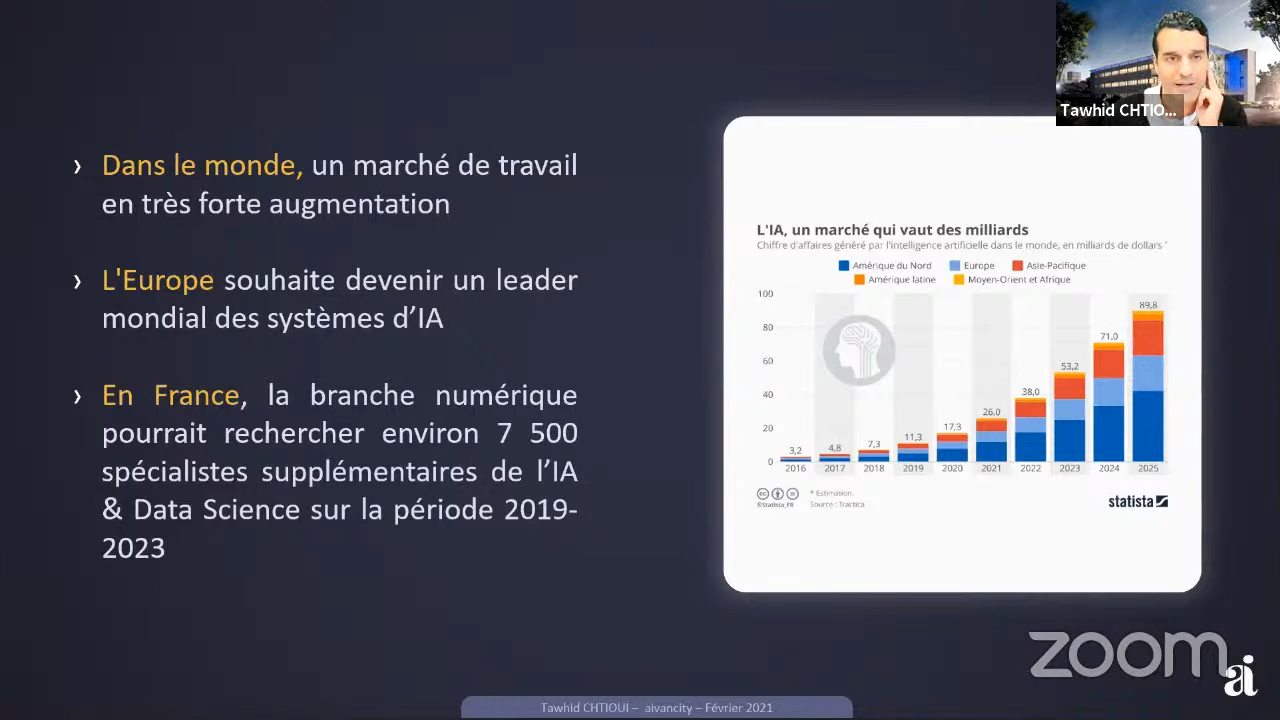 Tawhid CHTIO...
› Dans le monde, un marché de travail
en très forte augmentation
› L'Europe souhaite devenir un leader
mondial des systèmes d’IA
› En France, la branche numérique
pourrait rechercher environ 7 500
spécialistes supplémentaires de l’IA
& Data Science sur la période 2019-
2023
L'IA, un marché qui vaut des milliards
Chiffre d'affaires généré par l'intelligence artificielle dans le monde, en milliards de dollars *
Amérique du Nord Europe Asie-Pacifique
Amérique latine Moyen-Orient et Afrique
100
89,8
80
71,0
60
53,2
40
38,0
26,0
20
17,3
11,3
7,3
4,8
3,2
0
2016 2017 2018 2019 2020 2021 2022 2023 2024 2025
* Estimation.
Source : Tractica
cc
@Statista_FR
statista
zoom
ai
Tawhid CHTIOUI – aivancity – Février 2021